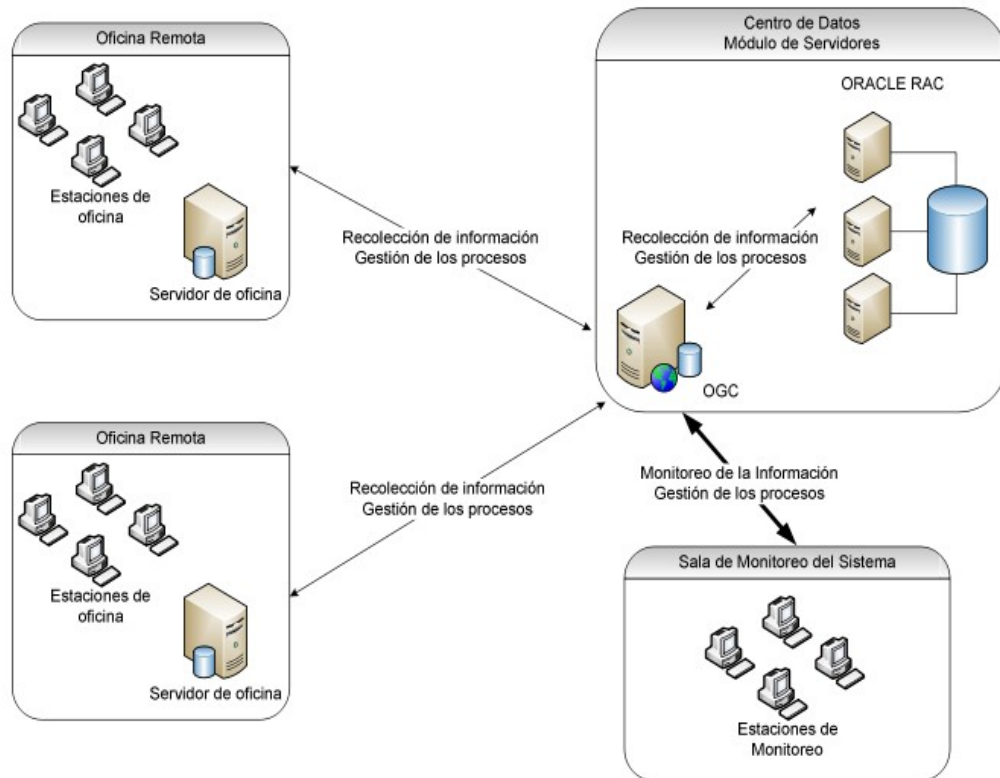 Oficina Remota
Estaciones de
oficina
Servidor de oficina
Recolección de información
Gestión de los procesos
Centro de Datos
Módulo de Servidores
ORACLE RAC
Recolección de información
Gestión de los procesos
OGC
Oficina Remota
Estaciones de
oficina
Servidor de oficina
Recolección de información
Gestión de los procesos
Monitoreo de la Información
Gestión de los procesos
Sala de Monitoreo del Sistema
Estaciones de
Monitoreo